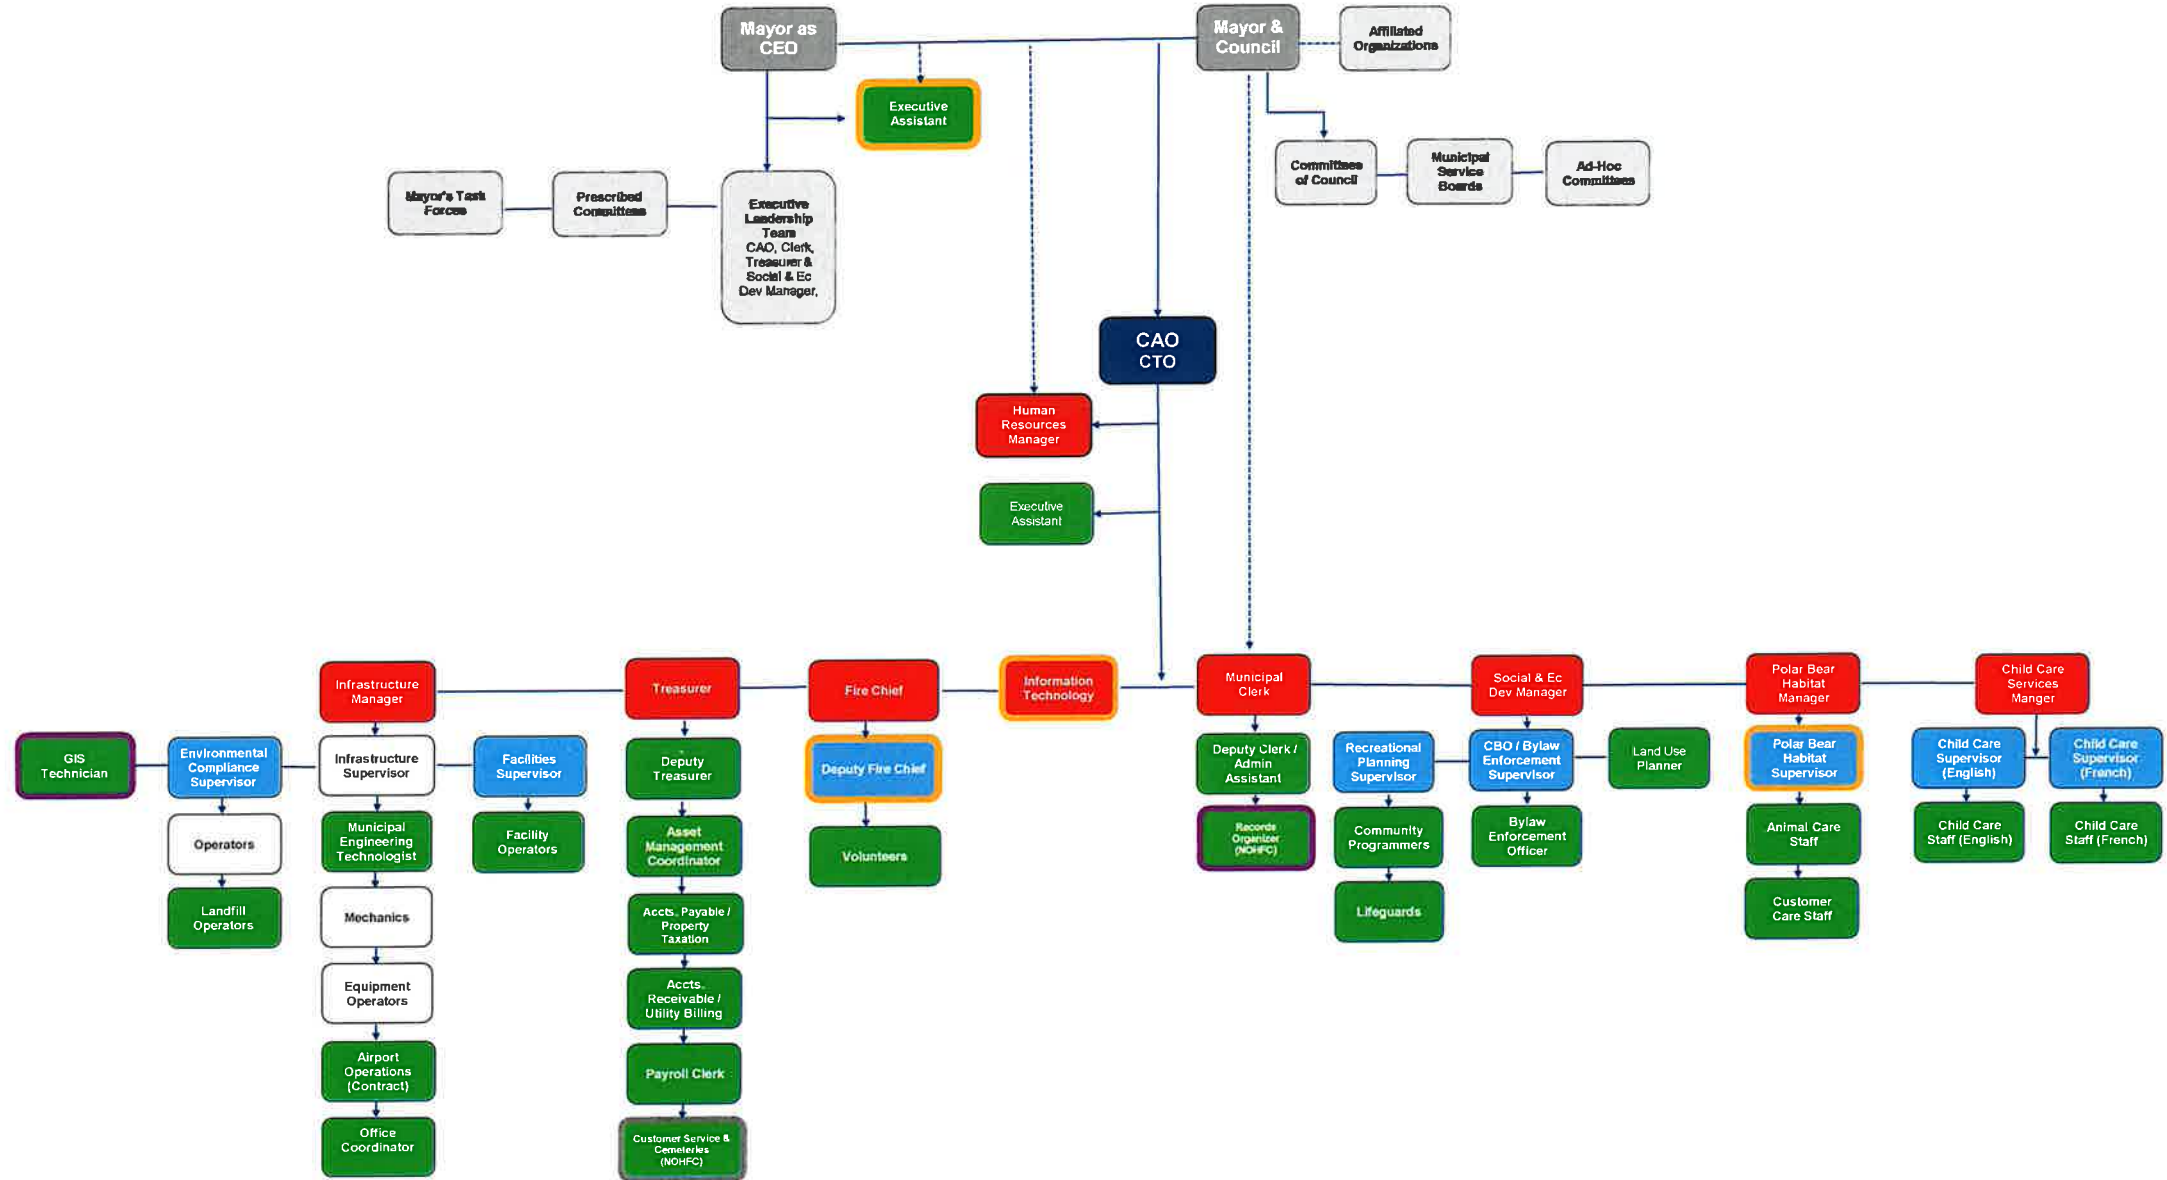 Mayor as
CEO
Mayor &
Council
Affiliated
Organizations
Executive
Assistant
Mayor's Task
Forces
Prescribed
Committees
Executive
Leadership
Team
CAO, Clerk,
Treasurer &
Social & Ec
Dev Manager,
Committees
of Council
Municipal
Service
Boards
Ad-Hoc
Committees
CAO
CTO
Human
Resources
Manager
Executive
Assistant
Infrastructure
Manager
Treasurer
Fire Chief
Information
Technology
Municipal
Clerk
Social & Ec
Dev Manager
Polar Bear
Habitat
Manager
Child Care
Services
Manger
GIS
Technician
Environmental
Compliance
Supervisor
Infrastructure
Supervisor
Facilities
Supervisor
Deputy
Treasurer
Deputy Fire Chief
Deputy Clerk /
Admin
Assistant
Recreational
Planning
Supervisor
CBO / Bylaw
Enforcement
Supervisor
Land Use
Planner
Polar Bear
Habitat
Supervisor
Child Care
Supervisor
(English)
Child Care
Supervisor
(French)
Operators
Municipal
Engineering
Technologist
Facility
Operators
Asset
Management
Coordinator
Volunteers
Records
Organizer
(NOHFC)
Community
Programmers
Bylaw
Enforcement
Officer
Animal Care
Staff
Child Care
Staff (English)
Child Care
Staff (French)
Landfill
Operators
Mechanics
Accts. Payable /
Property
Taxation
Lifeguards
Customer
Care Staff
Equipment
Operators
Accts.
Receivable /
Utility Billing
Airport
Operations
(Contract)
Payroll Clerk
Office
Coordinator
Customer Service &
Cemeteries
(NOHFC)